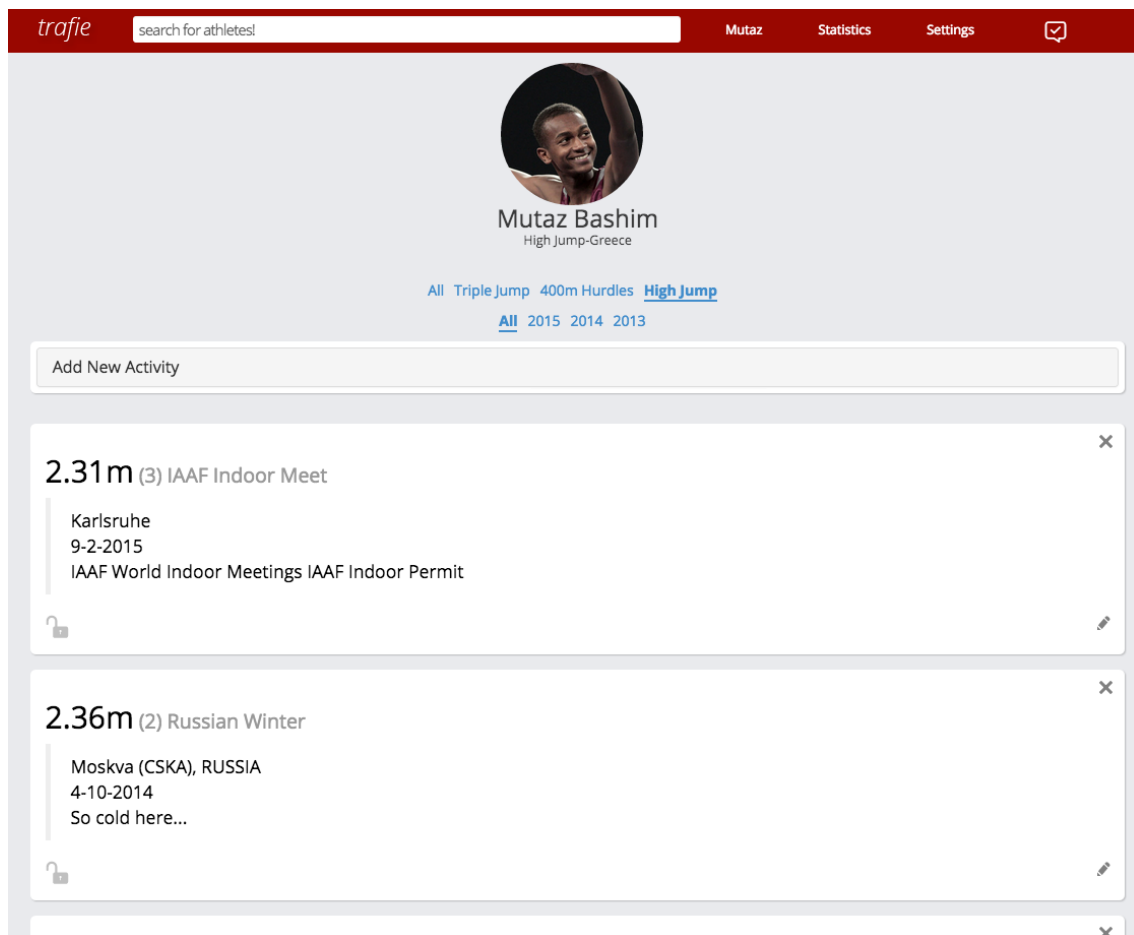 trafie search for athletes! Mutaz Statistics Settings
Mutaz Bashim
High Jump-Greece
All Triple Jump 400m Hurdles High Jump
All 2015 2014 2013
Add New Activity
2.31m (3) IAAF Indoor Meet
Karlsruhe
9-2-2015
IAAF World Indoor Meetings IAAF Indoor Permit
2.36m (2) Russian Winter
Moskva (CSKA), RUSSIA
4-10-2014
So cold here...